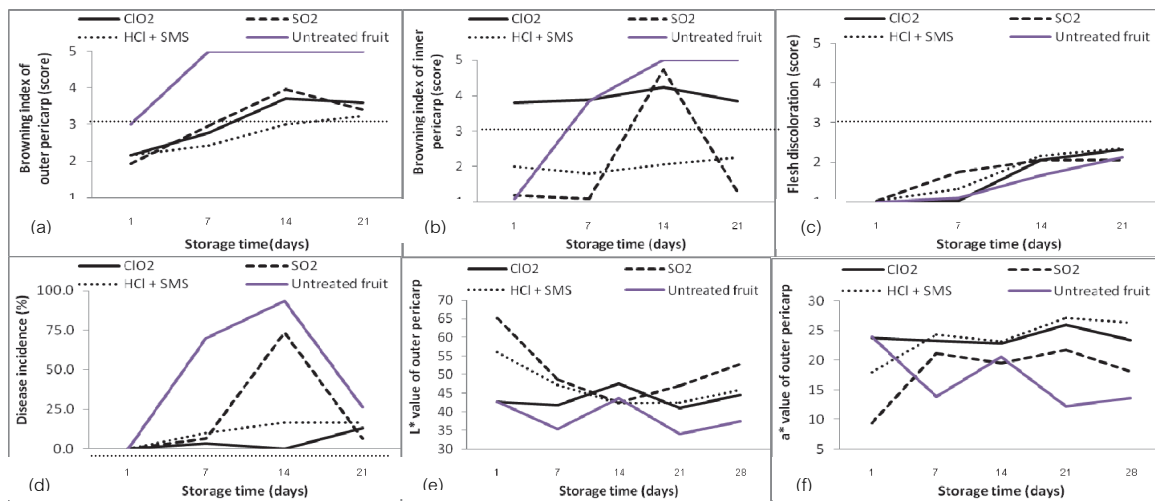 ClO2 SO2
HCl + SMS Untreated fruit
Browning index of
outer pericarp (score)
5
4
3
2
1
1 7 14 21
(a)
Storage time(days)
ClO2 SO2
HCl + SMS Untreated fruit
Browning index of inner
pericarp (score)
5
4
3
2
1
1 7 14 21
(b)
Storage time (days)
ClO2 SO2
HCl + SMS Untreated fruit
Flesh discoloration (score)
5
4
3
2
1
1 7 14 21
(c)
Storage time (days)
ClO2 SO2
HCl + SMS Untreated fruit
Disease incidence (%)
100.0
75.0
50.0
25.0
0.0
1 7 14 21
(d)
Storage time (days)
ClO2 SO2
HCl + SMS Untreated fruit
L* value of outer pericarp
70
65
60
55
50
45
40
35
30
1 7 14 21 28
(e)
Storage time (days)
ClO2 SO2
HCl + SMS Untreated fruit
a* value of outer pericarp
30
25
20
15
10
5
1 7 14 21 28
(f)
Storage time (days)